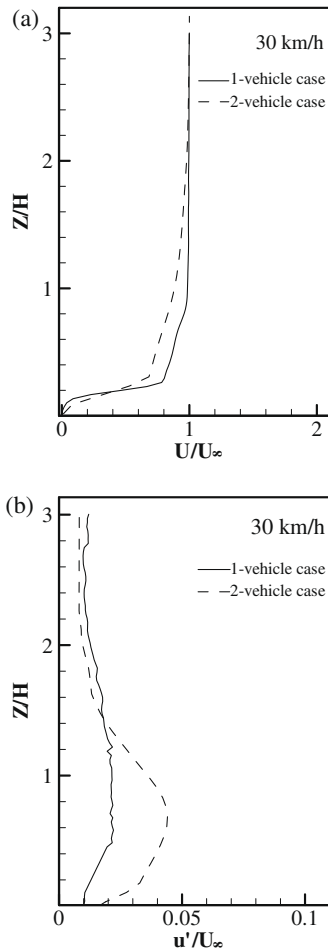 (a)
3
30 km/h
1-vehicle case
2-vehicle case
2
Z/H
1
0
1
2
U/U∞
(b)
3
30 km/h
1-vehicle case
2-vehicle case
2
Z/H
1
0
0.05
0.1
u'/U∞